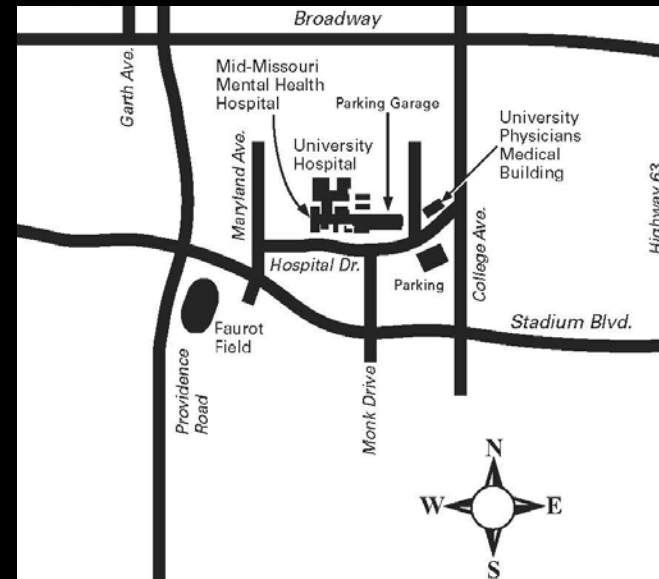 Broadway
Garth Ave.
Mid-Missouri
Mental Health
Hospital
Parking Garage
University
Physicians
Medical
Building
University
Hospital
Maryland Ave.
Highway 63
College Ave.
Hospital Dr.
Parking
Stadium Blvd.
Faurot
Field
Providence
Road
Monk Drive
N
W
E
S